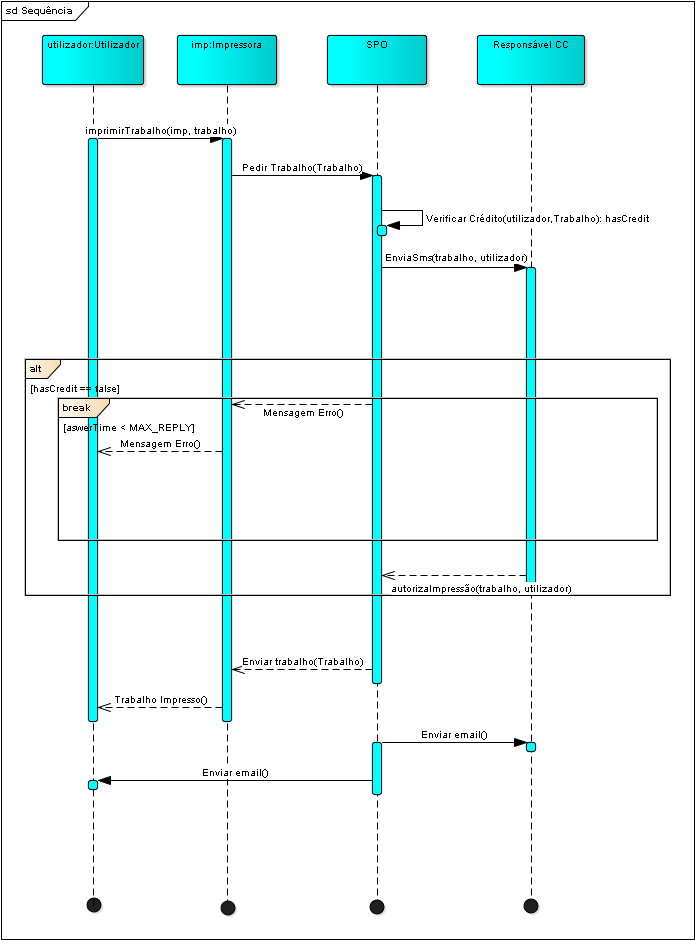 sd Sequência
utilizador:Utilizador
imp:Impressora
SPO
Responsável CC
imprimirTrabalho(imp, trabalho)
Pedir Trabalho(Trabalho)
Verificar Crédito(utilizador,Trabalho): hasCredit
EnviaSms(trabalho, utilizador)
alt
[hasCredit == false]
break
Mensagem Erro()
[aswerTime < MAX_REPLY]
Mensagem Erro()
autorizaImpressão(trabalho, utilizador)
Enviar trabalho(Trabalho)
Trabalho Impresso()
Enviar email()
Enviar email()